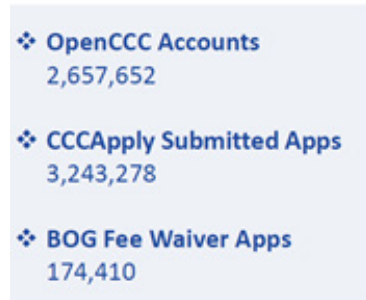 ❖ OpenCCC Accounts
2,657,652
❖ CCCApply Submitted Apps
3,243,278
❖ BOG Fee Waiver Apps
174,410